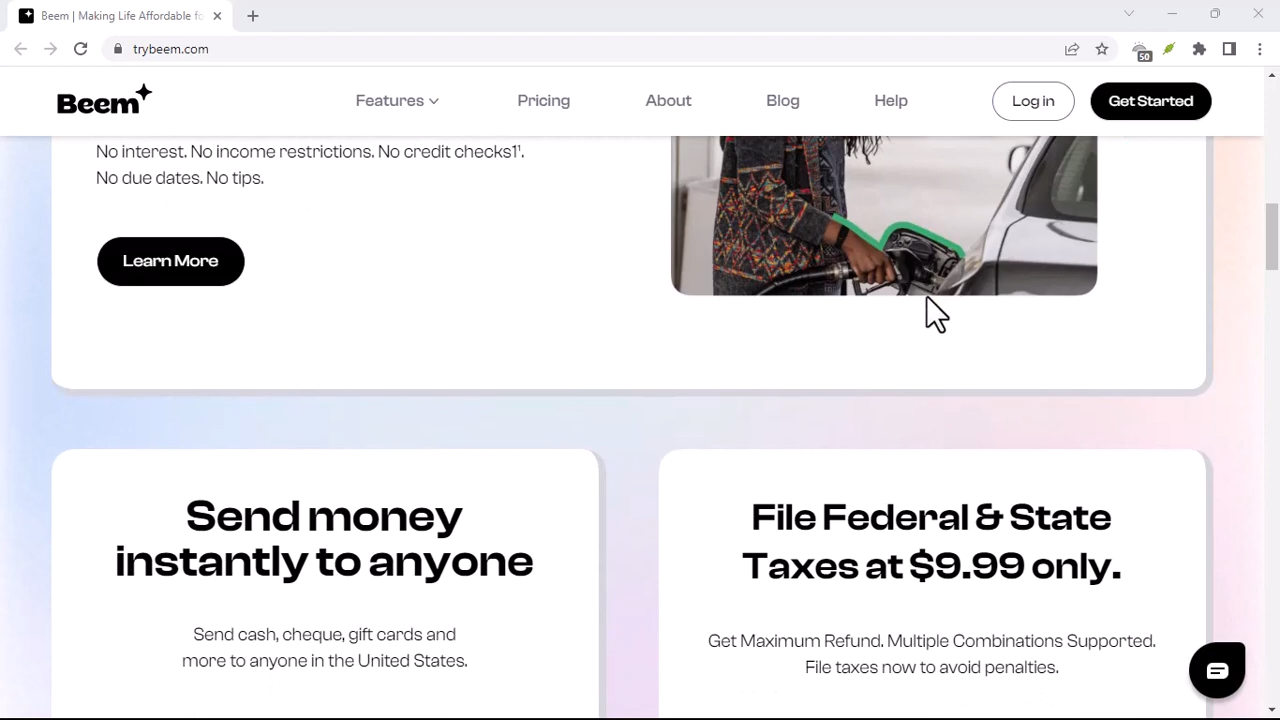 Beem | Making Life Affordable fo
trybeem.com
50
Beem
Features
Pricing
About
Blog
Help
Log in
Get Started
No interest. No income restrictions. No credit checks1¹.
No due dates. No tips.
Learn More
Send money
instantly to anyone
Send cash, cheque, gift cards and
more to anyone in the United States.
File Federal & State
Taxes at $9.99 only.
Get Maximum Refund. Multiple Combinations Supported.
File taxes now to avoid penalties.